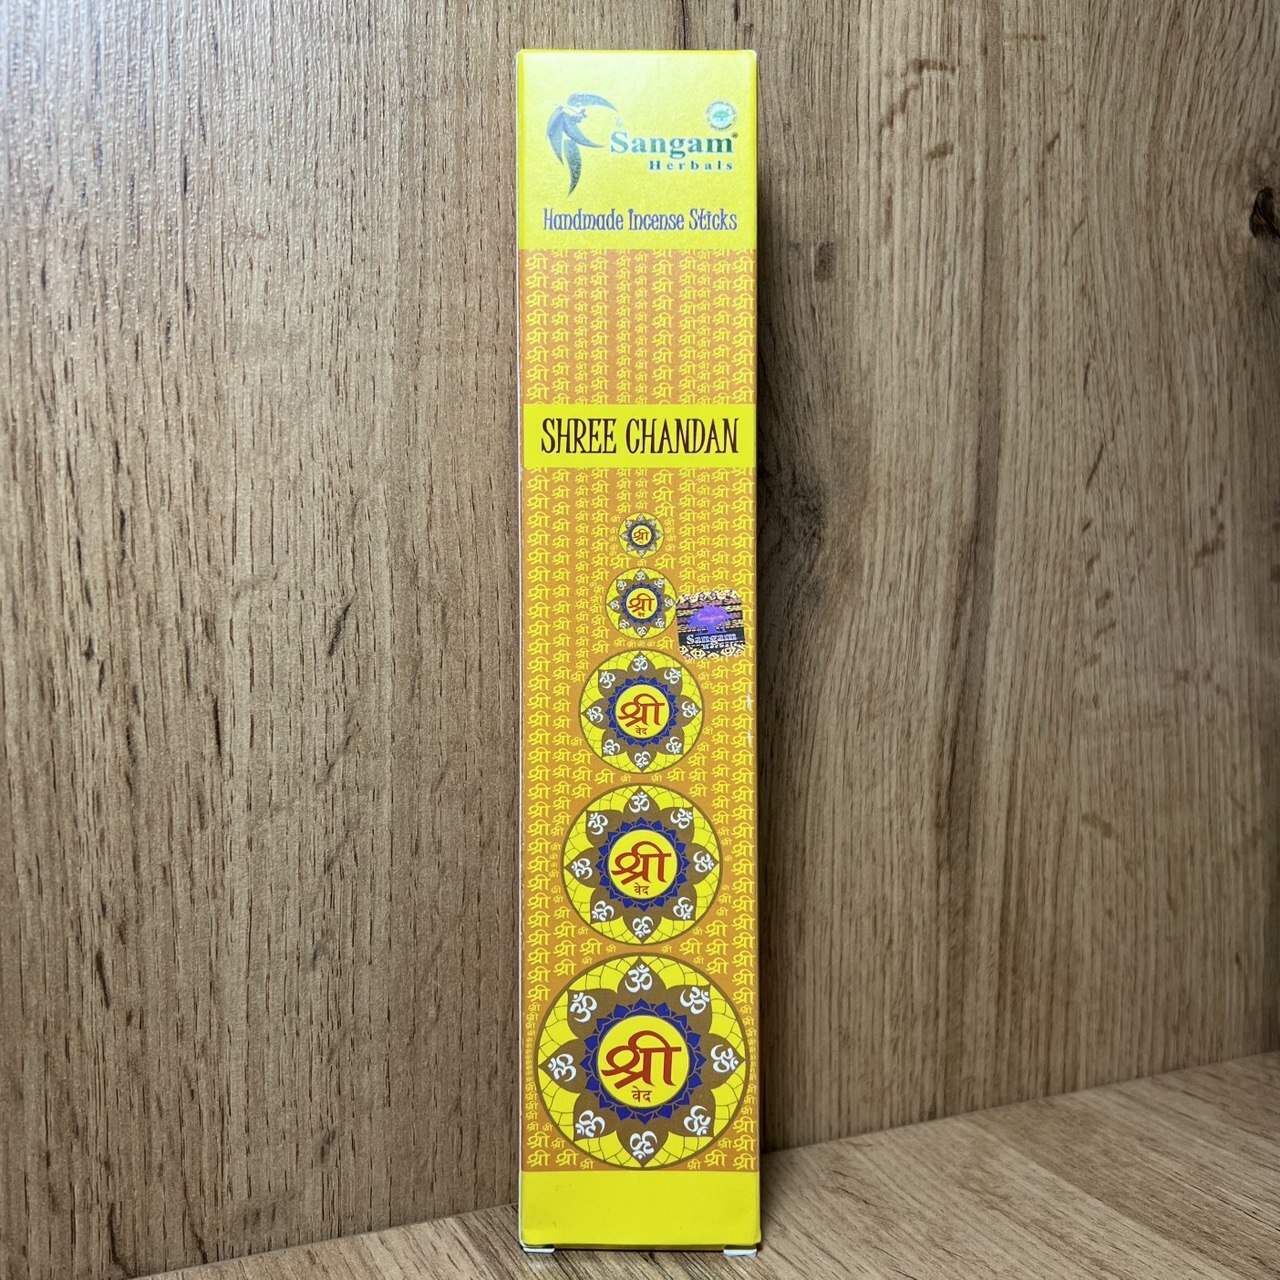 Sangam®
Herbals
Handmade Incense Sticks
SHREE CHANDAN
श्री
श्री
वेद
Sangam
श्री
वेद
श्री
वेद
श्री
वेद